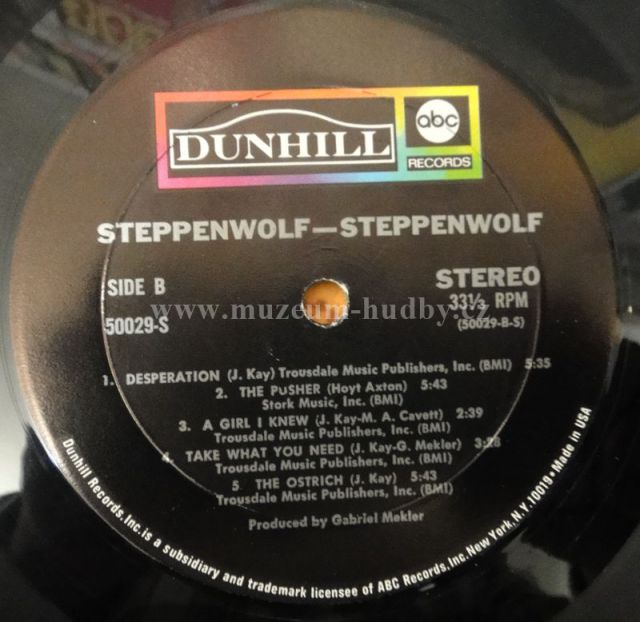 DUNHILL
abc
RECORDS
STEPPENWOLF—STEPPENWOLF
SIDE B
STEREO
33⅓ RPM
50029-S
(50029-B-S)
www.muzeum-hudby.cz
1. DESPERATION (J. Kay) Trousdale Music Publishers, Inc. (BMI) 5:35
2. THE PUSHER (Hoyt Axton) 5:43
Stork Music, Inc. (BMI)
3. A GIRL I KNEW (J. Kay-M. A. Cavett) 2:39
Trousdale Music Publishers, Inc. (BMI)
4. TAKE WHAT YOU NEED (J. Kay-G. Mekler) 3:28
Trousdale Music Publishers, Inc. (BMI)
5 THE OSTRICH (J. Kay) 5:43
Trousdale Music Publishers, Inc. (BMI)
Produced by Gabriel Mekler
Dunhill Records, Inc. is a subsidiary and trademark licensee of ABC Records, Inc. New York, N.Y. 10019 • Made in USA